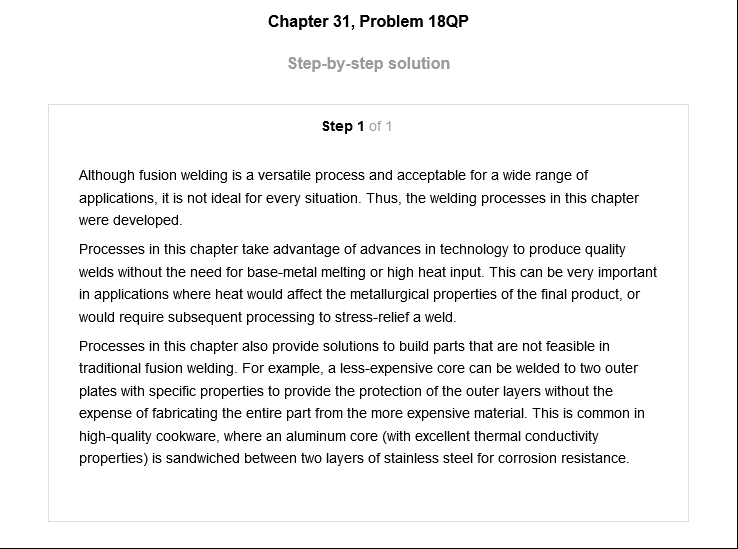 Chapter 31, Problem 18QP
Step-by-step solution
Step 1 of 1
Although fusion welding is a versatile process and acceptable for a wide range of
applications, it is not ideal for every situation. Thus, the welding processes in this chapter
were developed.
Processes in this chapter take advantage of advances in technology to produce quality
welds without the need for base-metal melting or high heat input. This can be very important
in applications where heat would affect the metallurgical properties of the final product, or
would require subsequent processing to stress-relief a weld.
Processes in this chapter also provide solutions to build parts that are not feasible in
traditional fusion welding. For example, a less-expensive core can be welded to two outer
plates with specific properties to provide the protection of the outer layers without the
expense of fabricating the entire part from the more expensive material. This is common in
high-quality cookware, where an aluminum core (with excellent thermal conductivity
properties) is sandwiched between two layers of stainless steel for corrosion resistance.